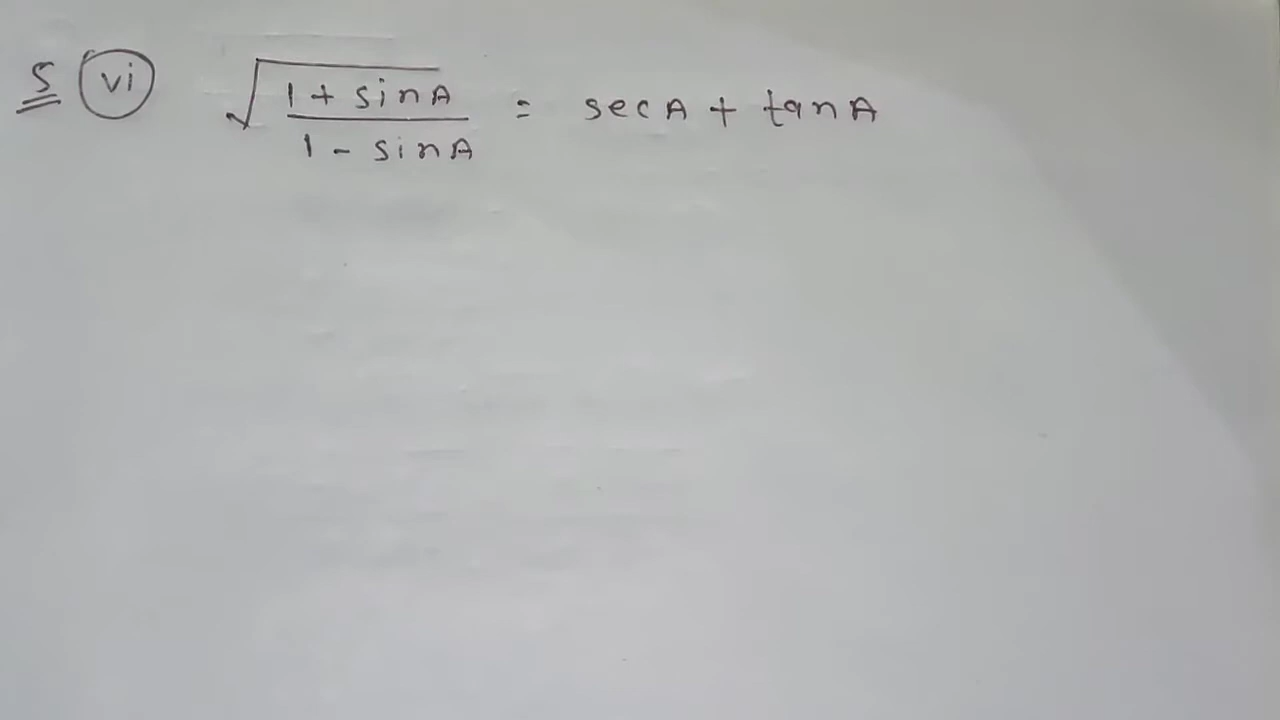 5 (vi) √(1 + sinA / 1 - sinA) = secA + tanA